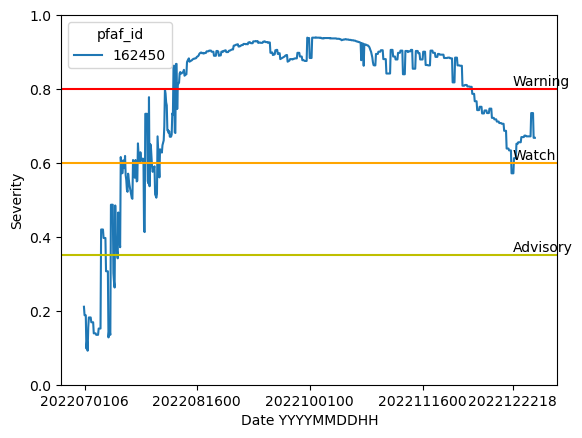 1.0
pfaf_id
162450
0.8
Warning
0.6
Watch
Severity
0.4
Advisory
0.2
0.0
2022070106 2022081600 2022100100 2022111600 2022122218
Date YYYYMMDDHH